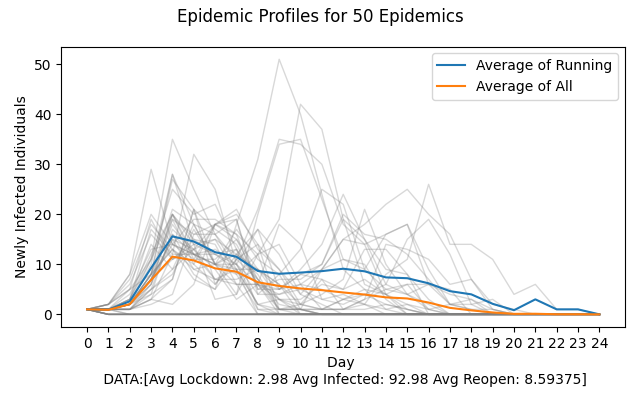 Epidemic Profiles for 50 Epidemics
Newly Infected Individuals
50
40
30
20
10
0
Average of Running
Average of All
0 1 2 3 4 5 6 7 8 9 10 11 12 13 14 15 16 17 18 19 20 21 22 23 24
Day
DATA:[Avg Lockdown: 2.98 Avg Infected: 92.98 Avg Reopen: 8.59375]